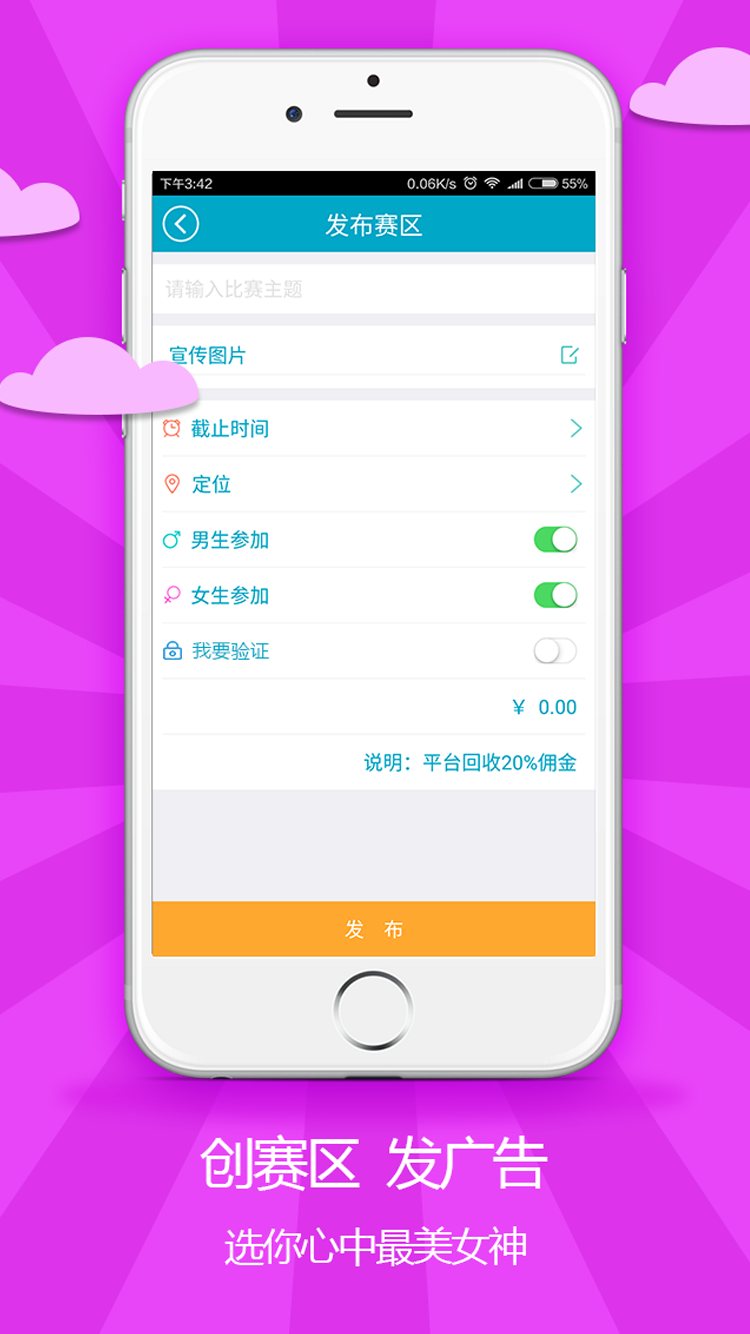 下午3:42 0.06K/s 55%
发布赛区
请输入比赛主题
宣传图片
截止时间
定位
男生参加
女生参加
我要验证
¥ 0.00
说明：平台回收20%佣金
发 布
创赛区 发广告
选你心中最美女神